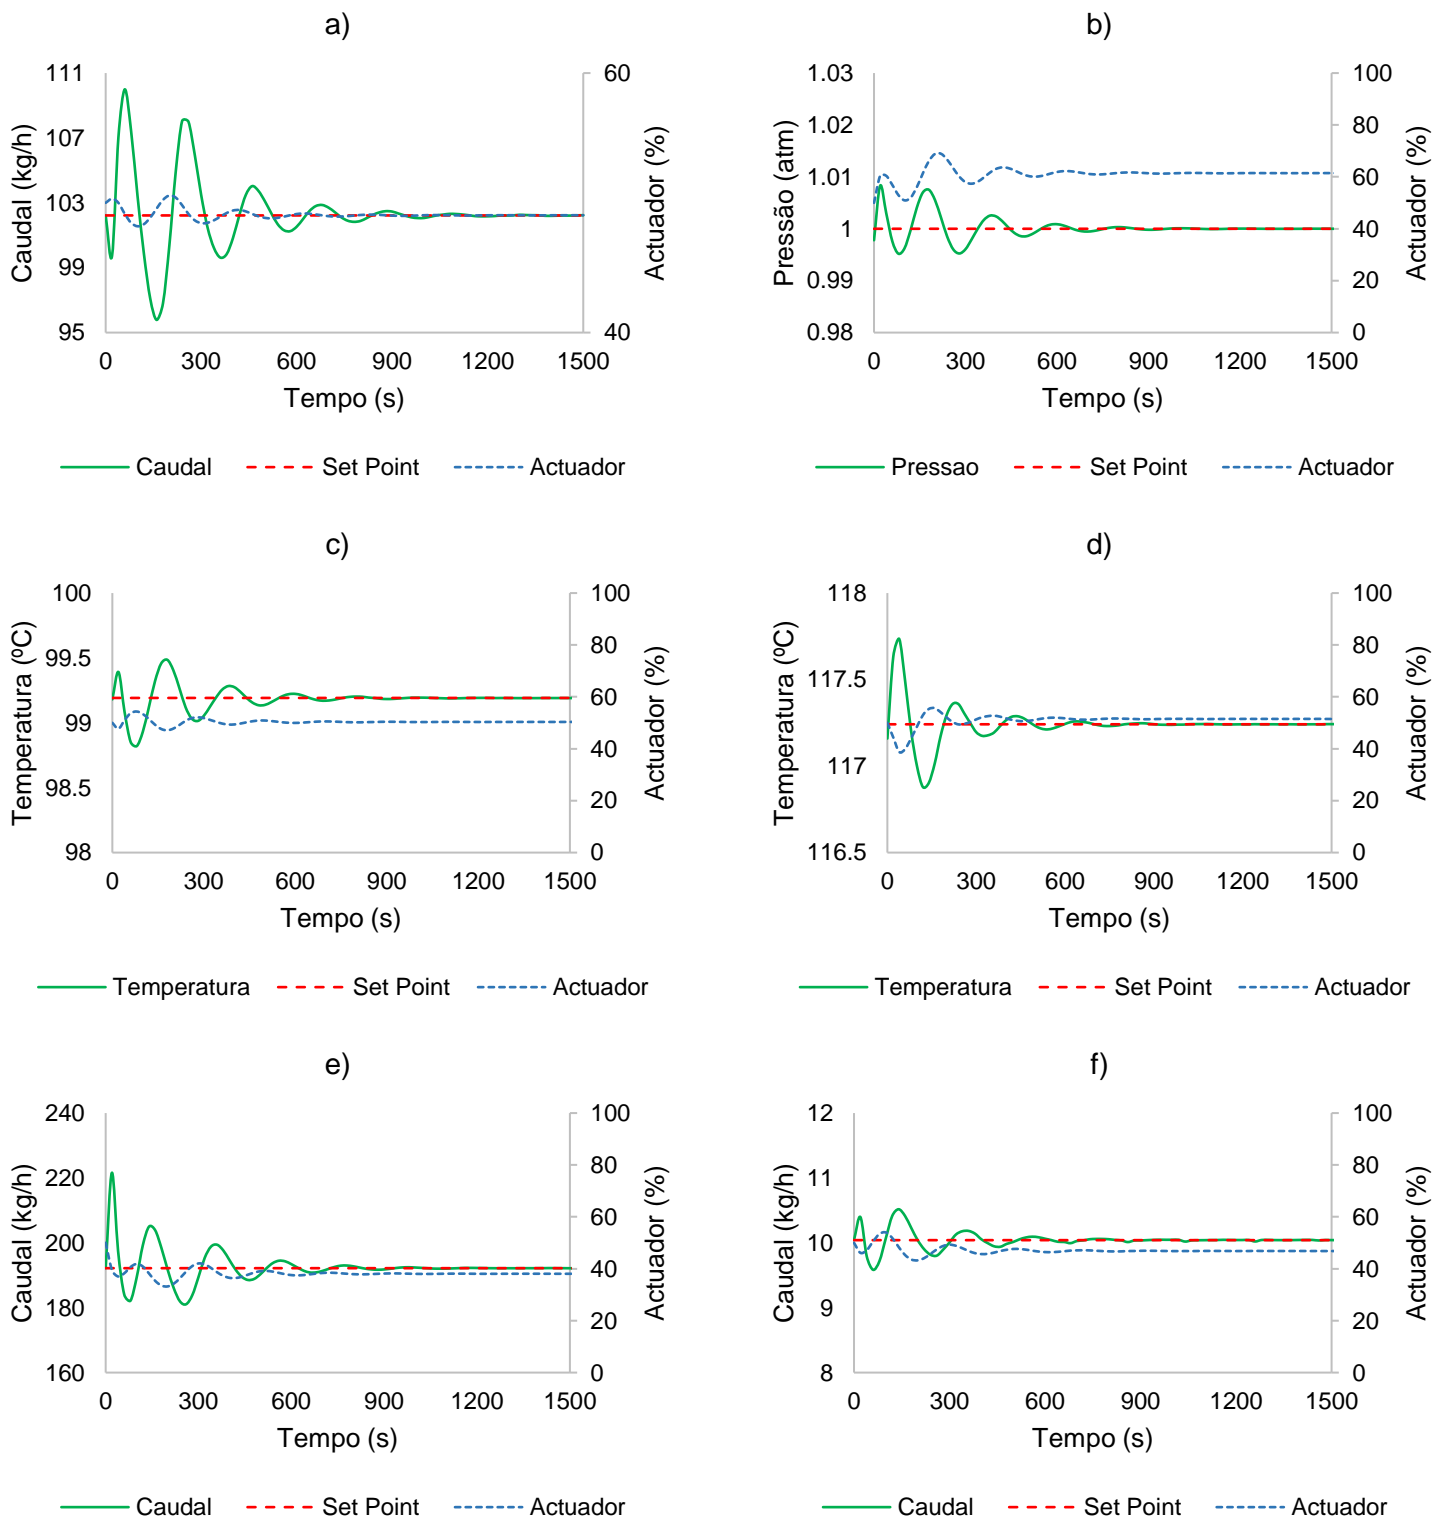 a)
111
107
103
99
95
60
40
Caudal (kg/h)
Actuador (%)
0 300 600 900 1200 1500
Tempo (s)
Caudal Set Point Actuador
b)
1.03
1.02
1.01
1
0.99
0.98
100
80
60
40
20
0
Pressão (atm)
Actuador (%)
0 300 600 900 1200 1500
Tempo (s)
Pressao Set Point Actuador
c)
100
99.5
99
98.5
98
100
80
60
40
20
0
Temperatura (ºC)
Actuador (%)
0 300 600 900 1200 1500
Tempo (s)
Temperatura Set Point Actuador
d)
118
117.5
117
116.5
100
80
60
40
20
0
Temperatura (ºC)
Actuador (%)
0 300 600 900 1200 1500
Tempo (s)
Temperatura Set Point Actuador
e)
240
220
200
180
160
100
80
60
40
20
0
Caudal (kg/h)
Actuador (%)
0 300 600 900 1200 1500
Tempo (s)
Caudal Set Point Actuador
f)
12
11
10
9
8
100
80
60
40
20
0
Caudal (kg/h)
Actuador (%)
0 300 600 900 1200 1500
Tempo (s)
Caudal Set Point Actuador